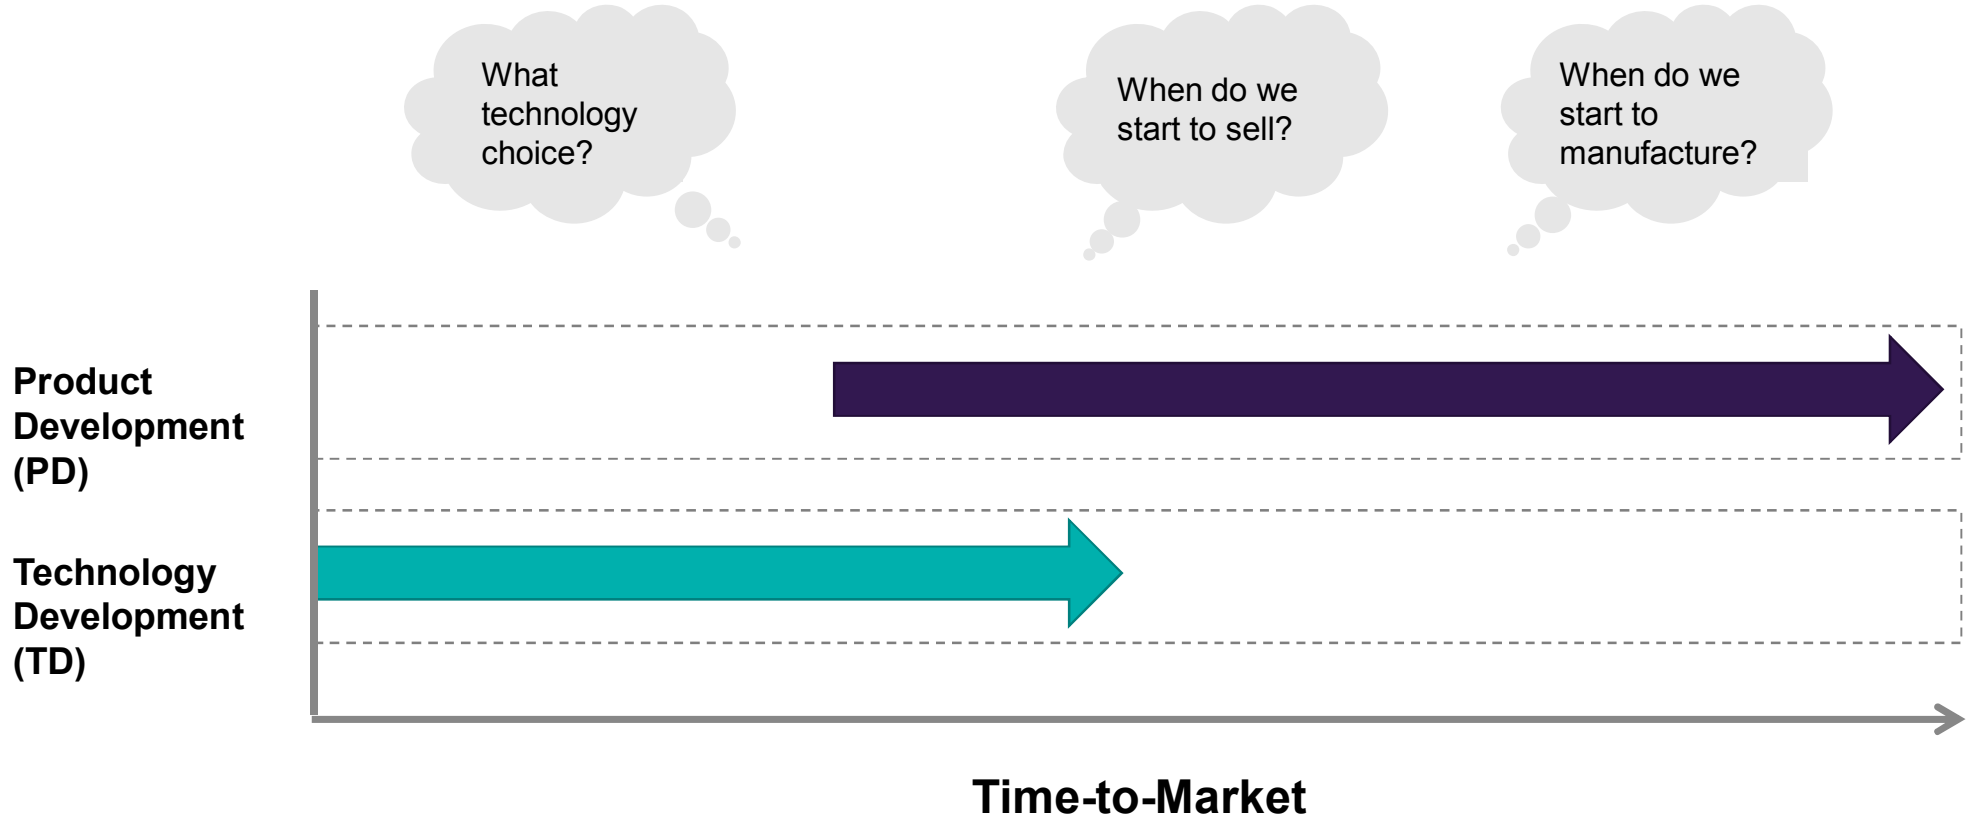 What
technology
choice?
When do we
start to sell?
When do we
start to
manufacture?
Product
Development
(PD)
Technology
Development
(TD)
Time-to-Market